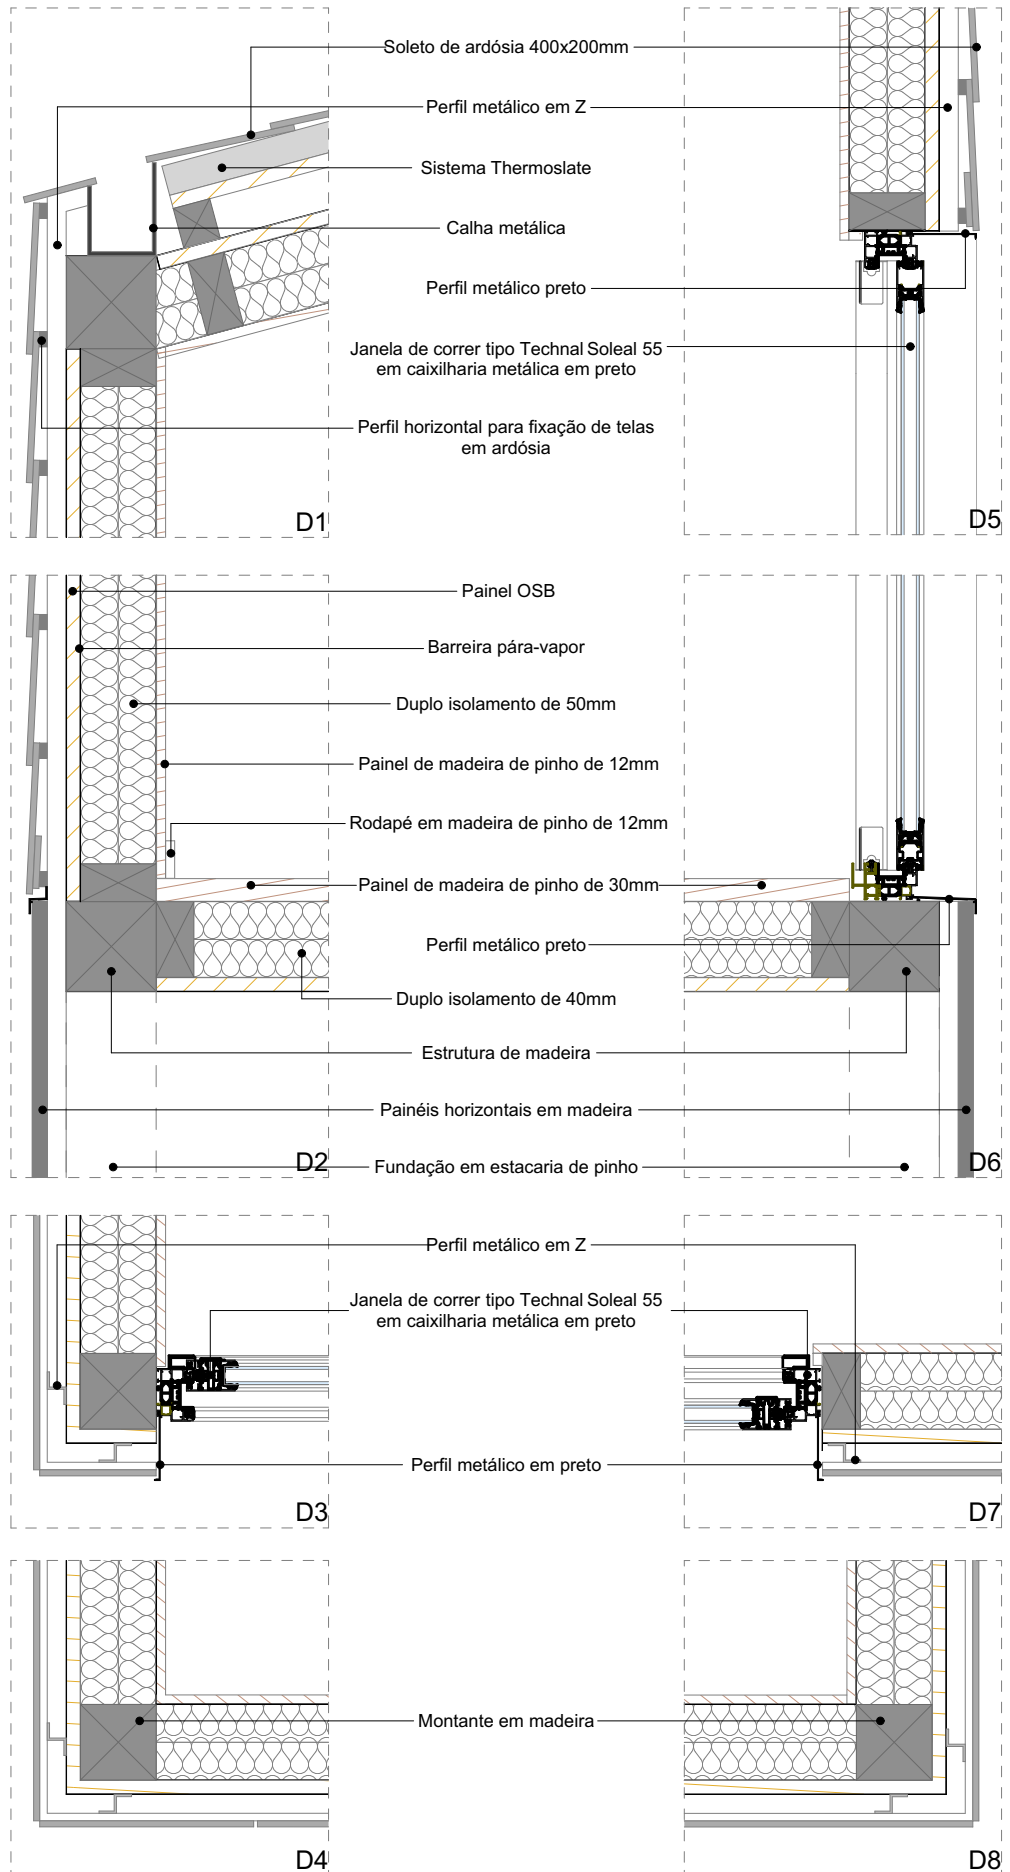 Soleto de ardósia 400x200mm
Perfil metálico em Z
Sistema Thermoslate
Calha metálica
Perfil metálico preto
Janela de correr tipo Technal Soleal 55
em caixilharia metálica em preto
Perfil horizontal para fixação de telas
em ardósia
D1
D5
Painel OSB
Barreira pára-vapor
Duplo isolamento de 50mm
Painel de madeira de pinho de 12mm
Rodapé em madeira de pinho de 12mm
Painel de madeira de pinho de 30mm
Perfil metálico preto
Duplo isolamento de 40mm
Estrutura de madeira
Painéis horizontais em madeira
Fundação em estacaria de pinho
D2
D6
Perfil metálico em Z
Janela de correr tipo Technal Soleal 55
em caixilharia metálica em preto
Perfil metálico em preto
D3
D7
Montante em madeira
D4
D8